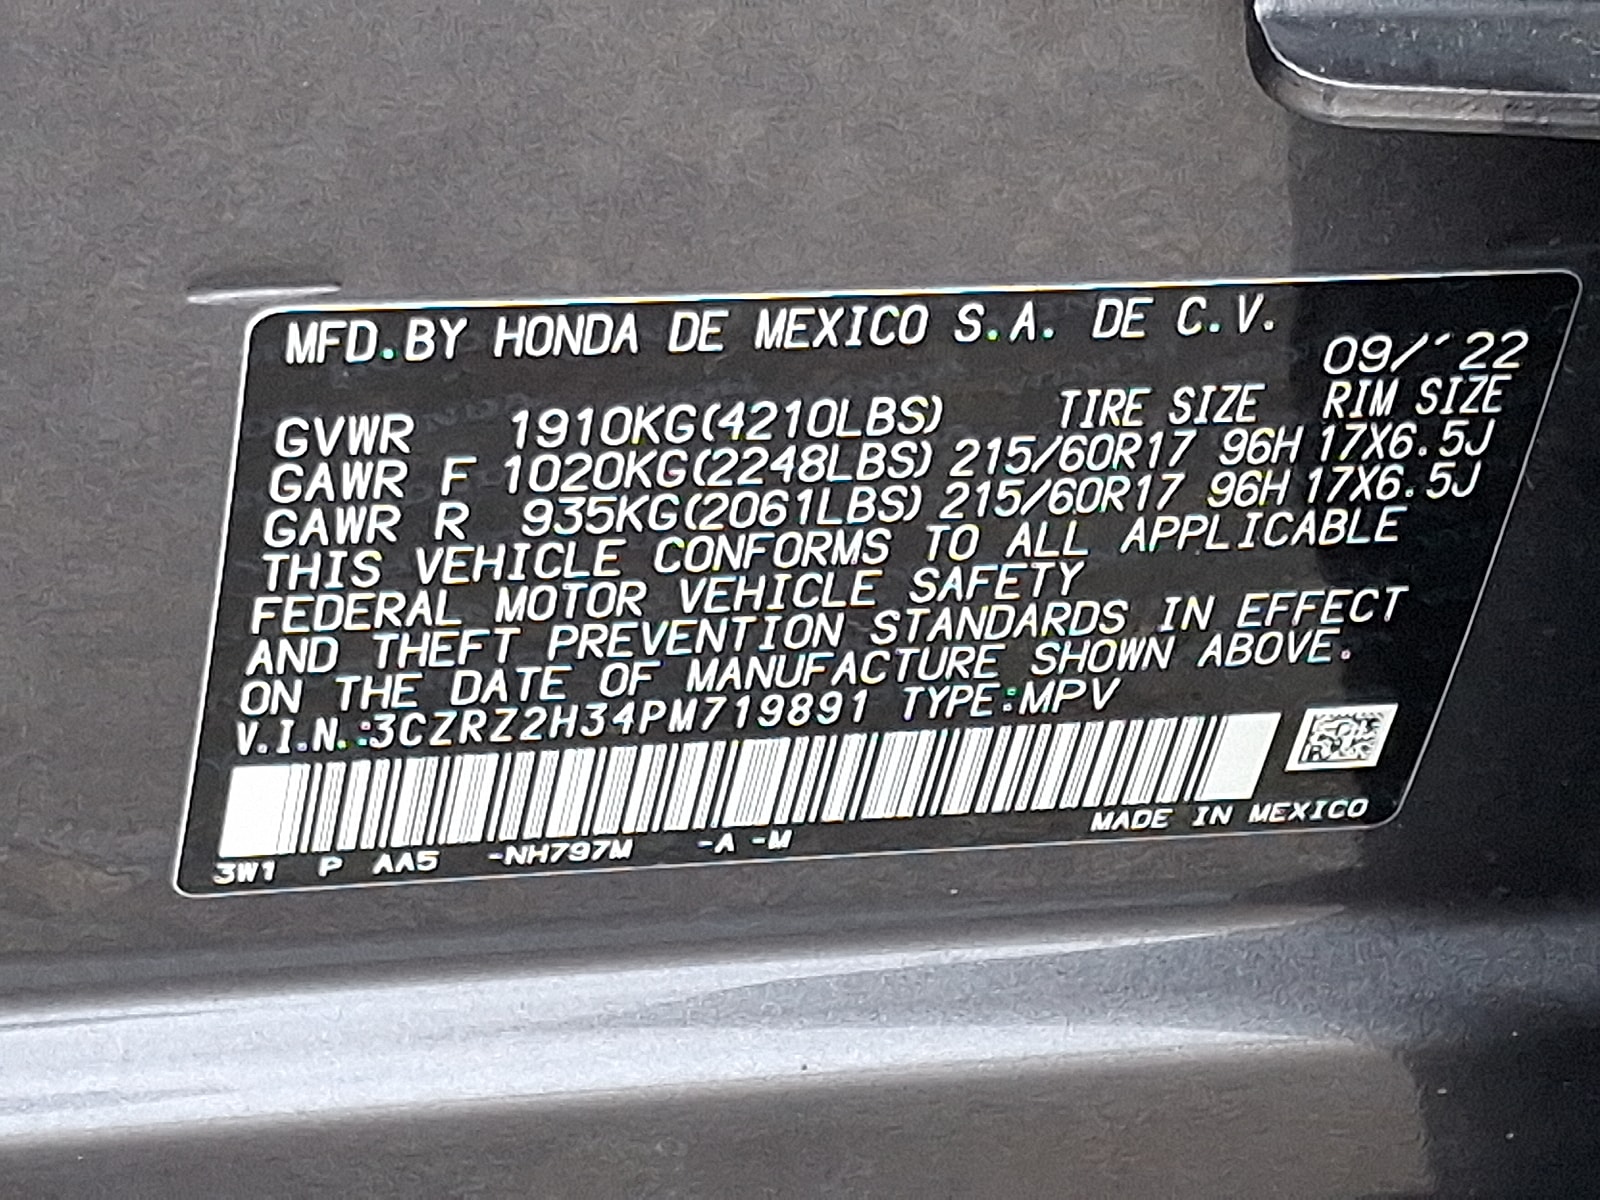 MFD.BY HONDA DE MEXICO S.A. DE C.V.
09/´22
GVWR 1910KG(4210LBS) TIRE SIZE RIM SIZE
GAWR F 1020KG(2248LBS) 215/60R17 96H 17X6.5J
GAWR R 935KG(2061LBS) 215/60R17 96H 17X6.5J
THIS VEHICLE CONFORMS TO ALL APPLICABLE
FEDERAL MOTOR VEHICLE SAFETY
AND THEFT PREVENTION STANDARDS IN EFFECT
ON THE DATE OF MANUFACTURE SHOWN ABOVE.
V.I.N.:3CZRZ2H34PM719891 TYPE:MPV
3W1 P AA5 -NH797M -A -M MADE IN MEXICO